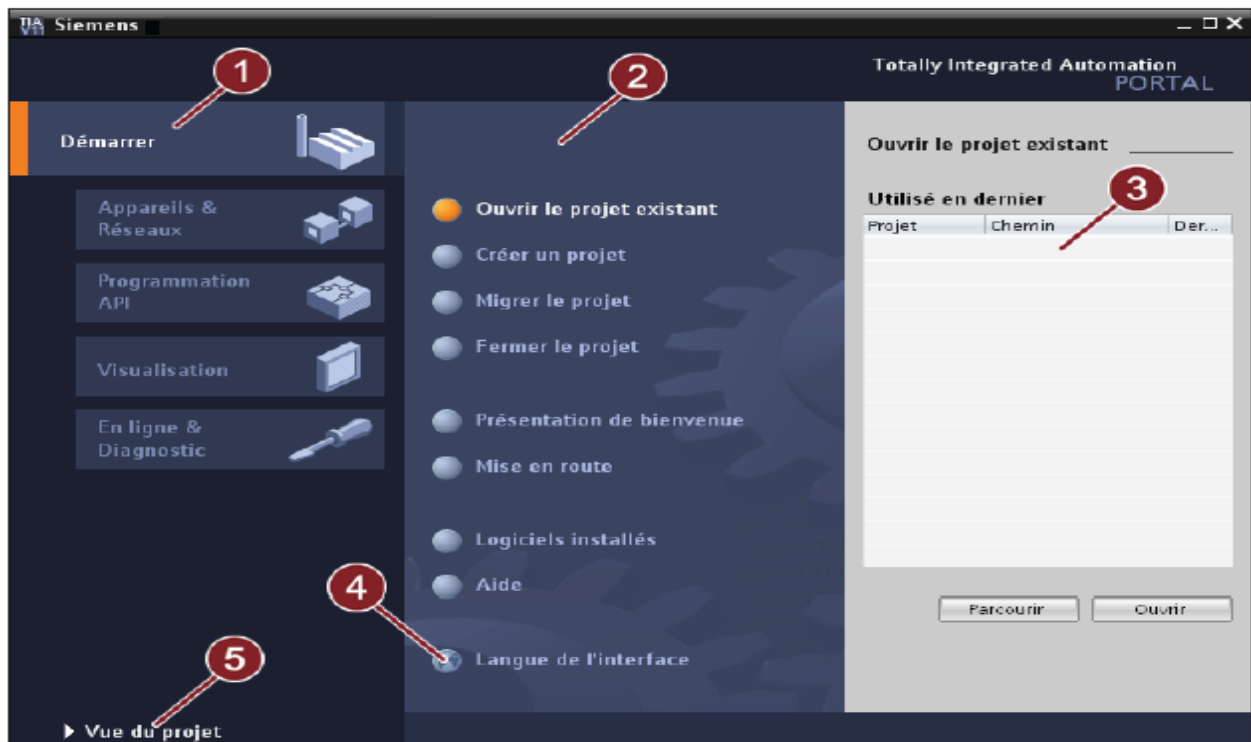 TIA V11 Siemens
Totally Integrated Automation
PORTAL
1
2
Démarrer
Appareils &
Réseaux
Programmation
API
Visualisation
En ligne &
Diagnostic
5
Vue du projet
Ouvrir le projet existant
Créer un projet
Migrer le projet
Fermer le projet
Présentation de bienvenue
Mise en route
Logiciels installés
Aide
4
Langue de l'interface
Ouvrir le projet existant
3
Utilisé en dernier
Projet Chemin Der...
Parcourir Ouvrir